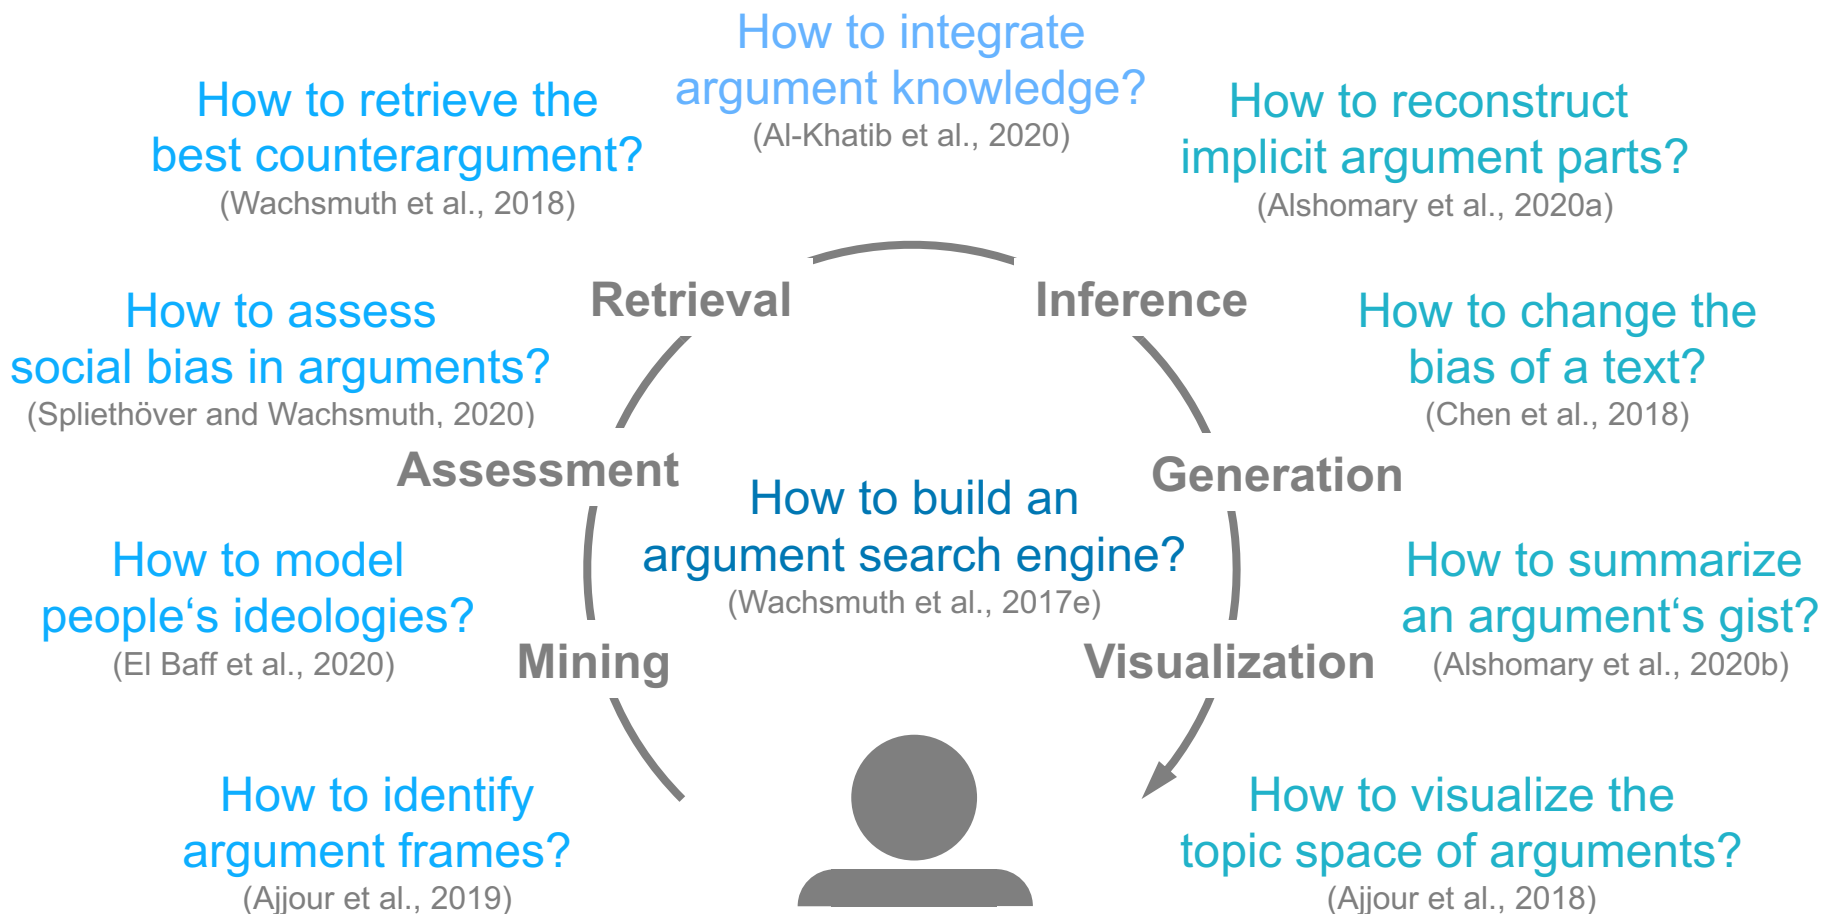 How to integrate
argument knowledge?
(Al-Khatib et al., 2020)
How to retrieve the
best counterargument?
(Wachsmuth et al., 2018)
How to reconstruct
implicit argument parts?
(Alshomary et al., 2020a)
Retrieval
Inference
How to assess
social bias in arguments?
(Spliethöver and Wachsmuth, 2020)
How to change the
bias of a text?
(Chen et al., 2018)
Assessment
Generation
How to build an
argument search engine?
(Wachsmuth et al., 2017e)
How to model
people‘s ideologies?
(El Baff et al., 2020)
How to summarize
an argument‘s gist?
(Alshomary et al., 2020b)
Mining
Visualization
How to identify
argument frames?
(Ajjour et al., 2019)
How to visualize the
topic space of arguments?
(Ajjour et al., 2018)